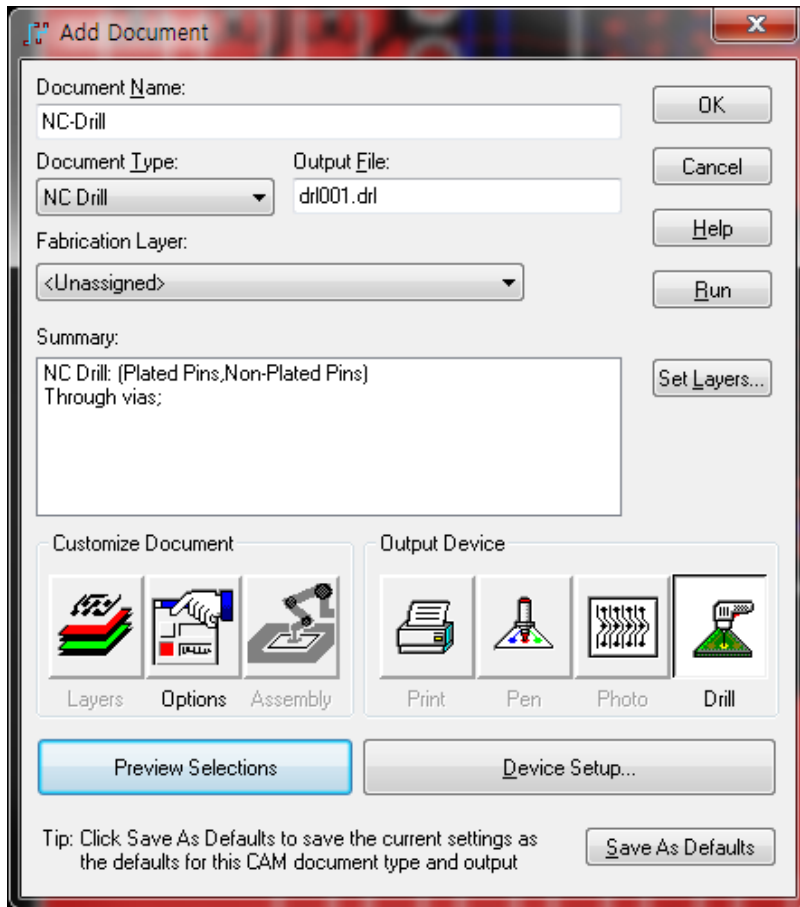 Add Document
Document Name:
OK
NC-Drill
Document Type:
Output File:
Cancel
NC Drill
drl001.drl
Fabrication Layer:
Help
<Unassigned>
Run
Summary:
NC Drill: (Plated Pins,Non-Plated Pins)
Through vias;
Set Layers...
Customize Document
Output Device
Layers
Options
Assembly
Print
Pen
Photo
Drill
Preview Selections
Device Setup...
Tip: Click Save As Defaults to save the current settings as
the defaults for this CAM document type and output
Save As Defaults